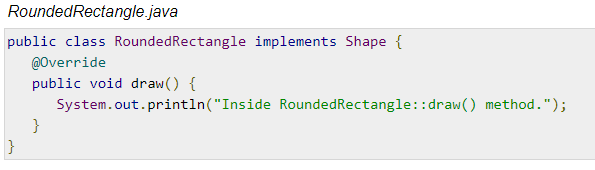 RoundedRectangle.java
public class RoundedRectangle implements Shape {
@Override
public void draw() {
System.out.println("Inside RoundedRectangle::draw() method.");
}
}